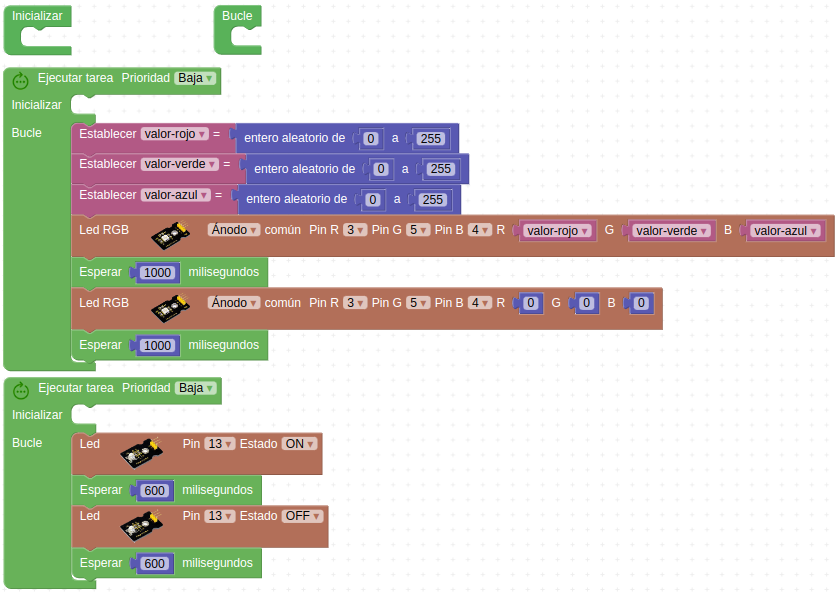 Inicializar
Bucle
Ejecutar tarea Prioridad Baja
Inicializar
Bucle
Establecer valor-rojo = entero aleatorio de 0 a 255
Establecer valor-verde = entero aleatorio de 0 a 255
Establecer valor-azul = entero aleatorio de 0 a 255
Led RGB Ánodo común Pin R 3 Pin G 5 Pin B 4 R valor-rojo G valor-verde B valor-azul
Esperar 1000 milisegundos
Led RGB Ánodo común Pin R 3 Pin G 5 Pin B 4 R 0 G 0 B 0
Esperar 1000 milisegundos
Ejecutar tarea Prioridad Baja
Inicializar
Bucle
Led Pin 13 Estado ON
Esperar 600 milisegundos
Led Pin 13 Estado OFF
Esperar 600 milisegundos